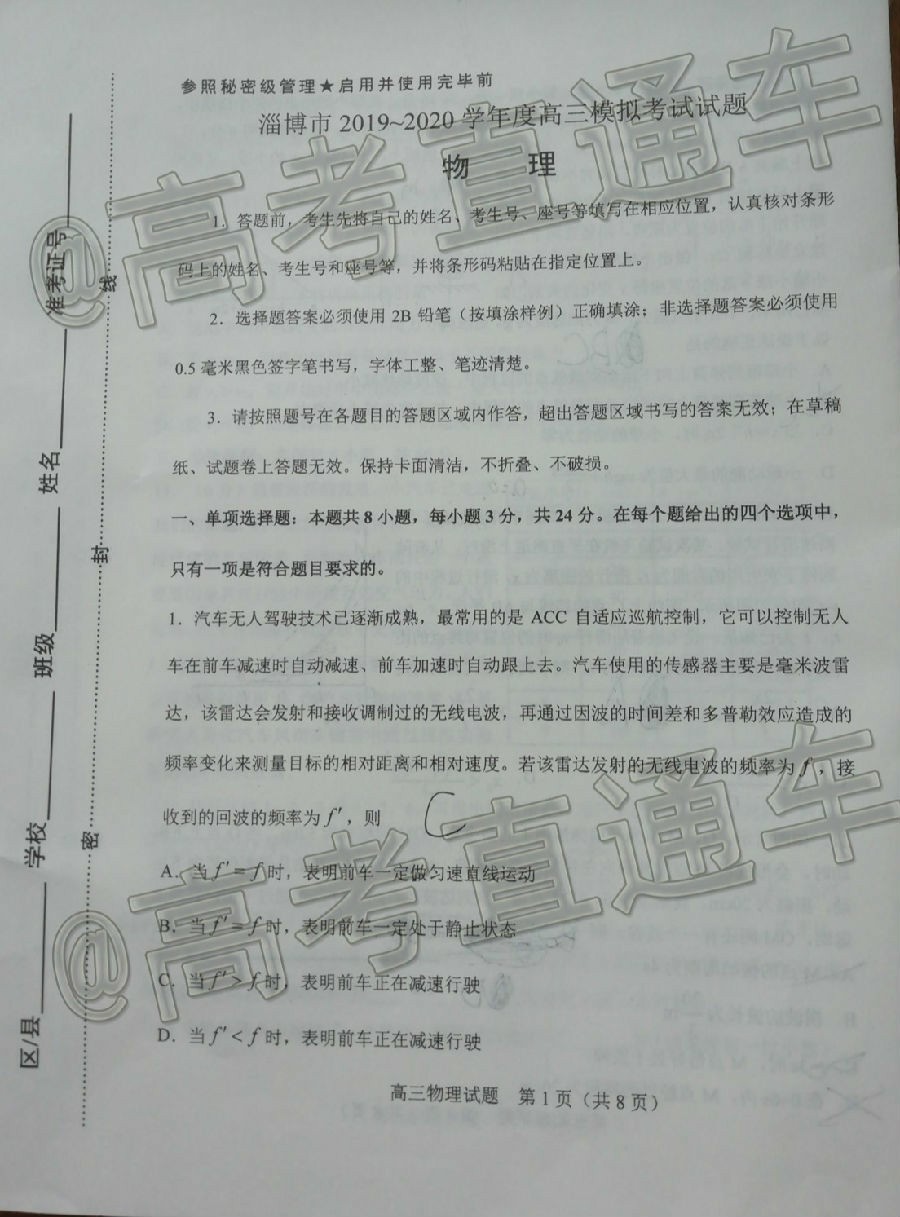 参照秘密级管理★启用并使用完毕前
淄博市 2019~2020 学年度高三模拟考试试题
物 理
1. 答题前,考生先将自己的姓名、考生号、座号等填写在相应位置,认真核对条形
码上的姓名、考生号和座号等,并将条形码粘贴在指定位置上。
2. 选择题答案必须使用 2B 铅笔(按填涂样例)正确填涂;非选择题答案必须使用
0.5 毫米黑色签字笔书写,字体工整、笔迹清楚。
3. 请按照题号在各题目的答题区域内作答,超出答题区域书写的答案无效;在草稿
纸、试题卷上答题无效。保持卡面清洁,不折叠、不破损。
一、单项选择题:本题共 8 小题,每小题 3 分,共 24 分。在每个题给出的四个选项中,
只有一项是符合题目要求的。
1. 汽车无人驾驶技术已逐渐成熟,最常用的是 ACC 自适应巡航控制,它可以控制无人
车在前车减速时自动减速、前车加速时自动跟上去。汽车使用的传感器主要是毫米波雷
达,该雷达会发射和接收调制过的无线电波,再通过因波的时间差和多普勒效应造成的
频率变化来测量目标的相对距离和相对速度。若该雷达发射的无线电波的频率为 f,接
收到的回波的频率为 f′,则 C
A. 当 f′ = f 时,表明前车一定做匀速直线运动
B. 当 f′ = f 时,表明前车一定处于静止状态
C. 当 f′ > f 时,表明前车正在减速行驶
D. 当 f′ < f 时,表明前车正在减速行驶
高三物理试题 第 1 页(共 8 页)
区/县 学校 班级 姓名 准考证号
密 封 线
@高考直通车
@高考直通车